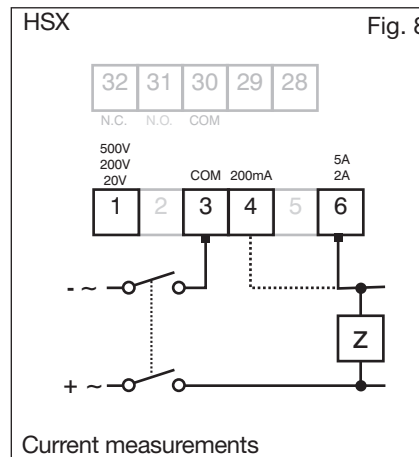 HSX Fig. 8
32 31 30 29 28
N.C. N.O. COM
500V
200V
20V
5A
2A
COM 200mA
1 2 3 4 5 6
- ~
Z
+ ~
Current measurements